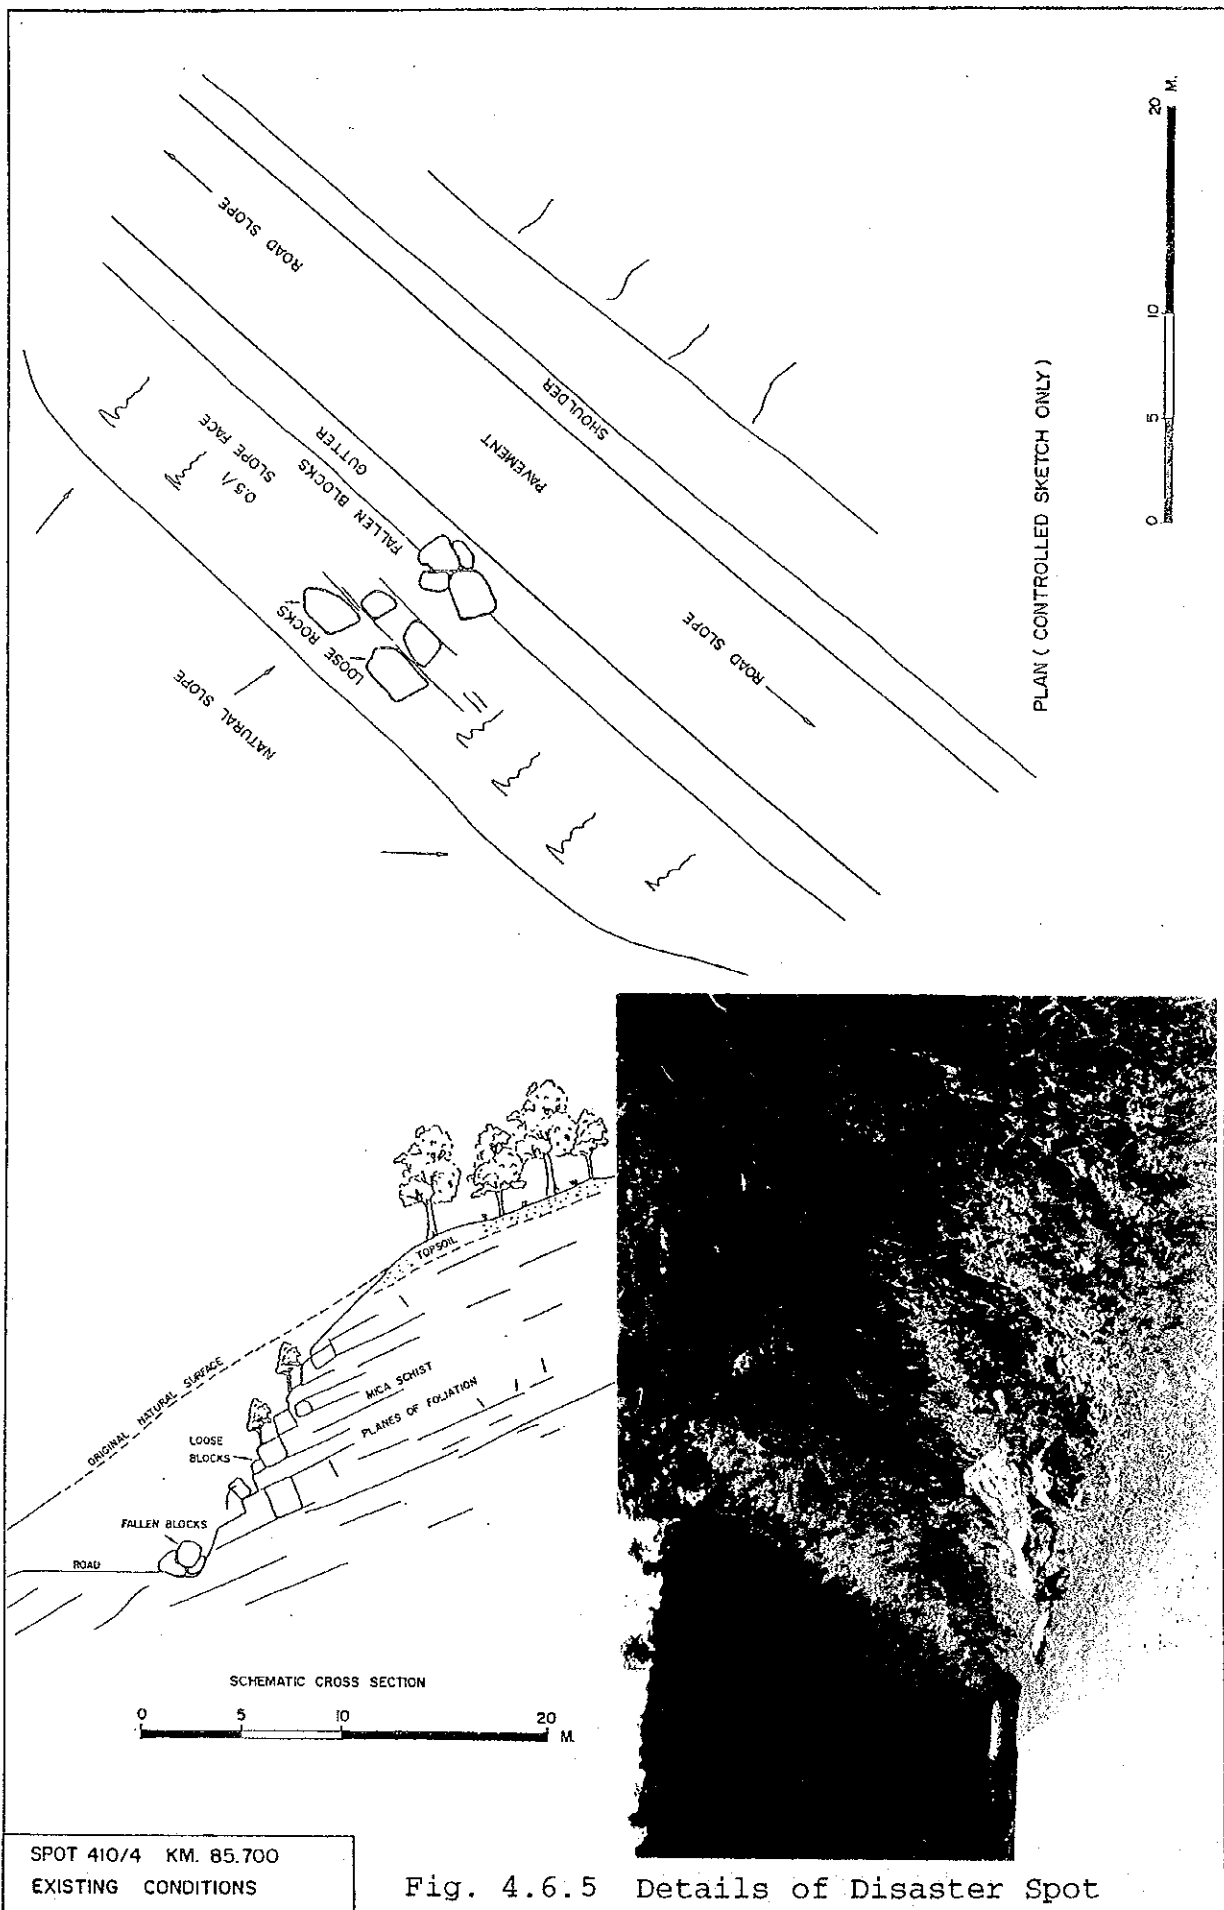 ROAD SLOPE
SHOULDER
PAVEMENT
GUTTER
FALLEN BLOCKS
SLOPE FACE
0.5/1
LOOSE ROCKS
NATURAL SLOPE
ROAD SLOPE
PLAN ( CONTROLLED SKETCH ONLY )
0 5 10 20 M.
TOPSOIL
ORIGINAL NATURAL SURFACE
MICA SCHIST
PLANES OF FOLIATION
LOOSE
BLOCKS
FALLEN BLOCKS
ROAD
SCHEMATIC CROSS SECTION
0 5 10 20 M.
SPOT 410/4 KM. 85.700
EXISTING CONDITIONS
Fig. 4.6.5 Details of Disaster Spot